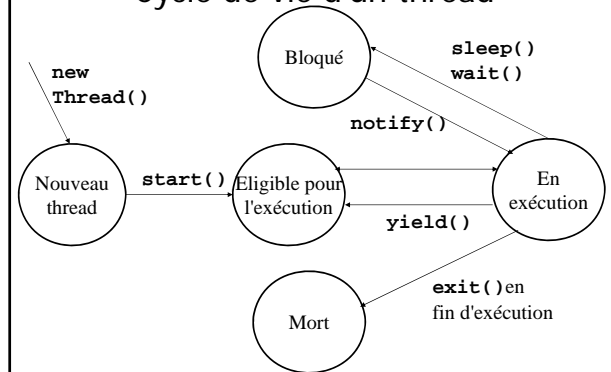 cycle de vie d'un thread
Bloqué
sleep()
wait()
new
Thread()
notify()
Nouveau
thread
start()
Eligible pour
l'exécution
En
exécution
yield()
exit()en
fin d'exécution
Mort